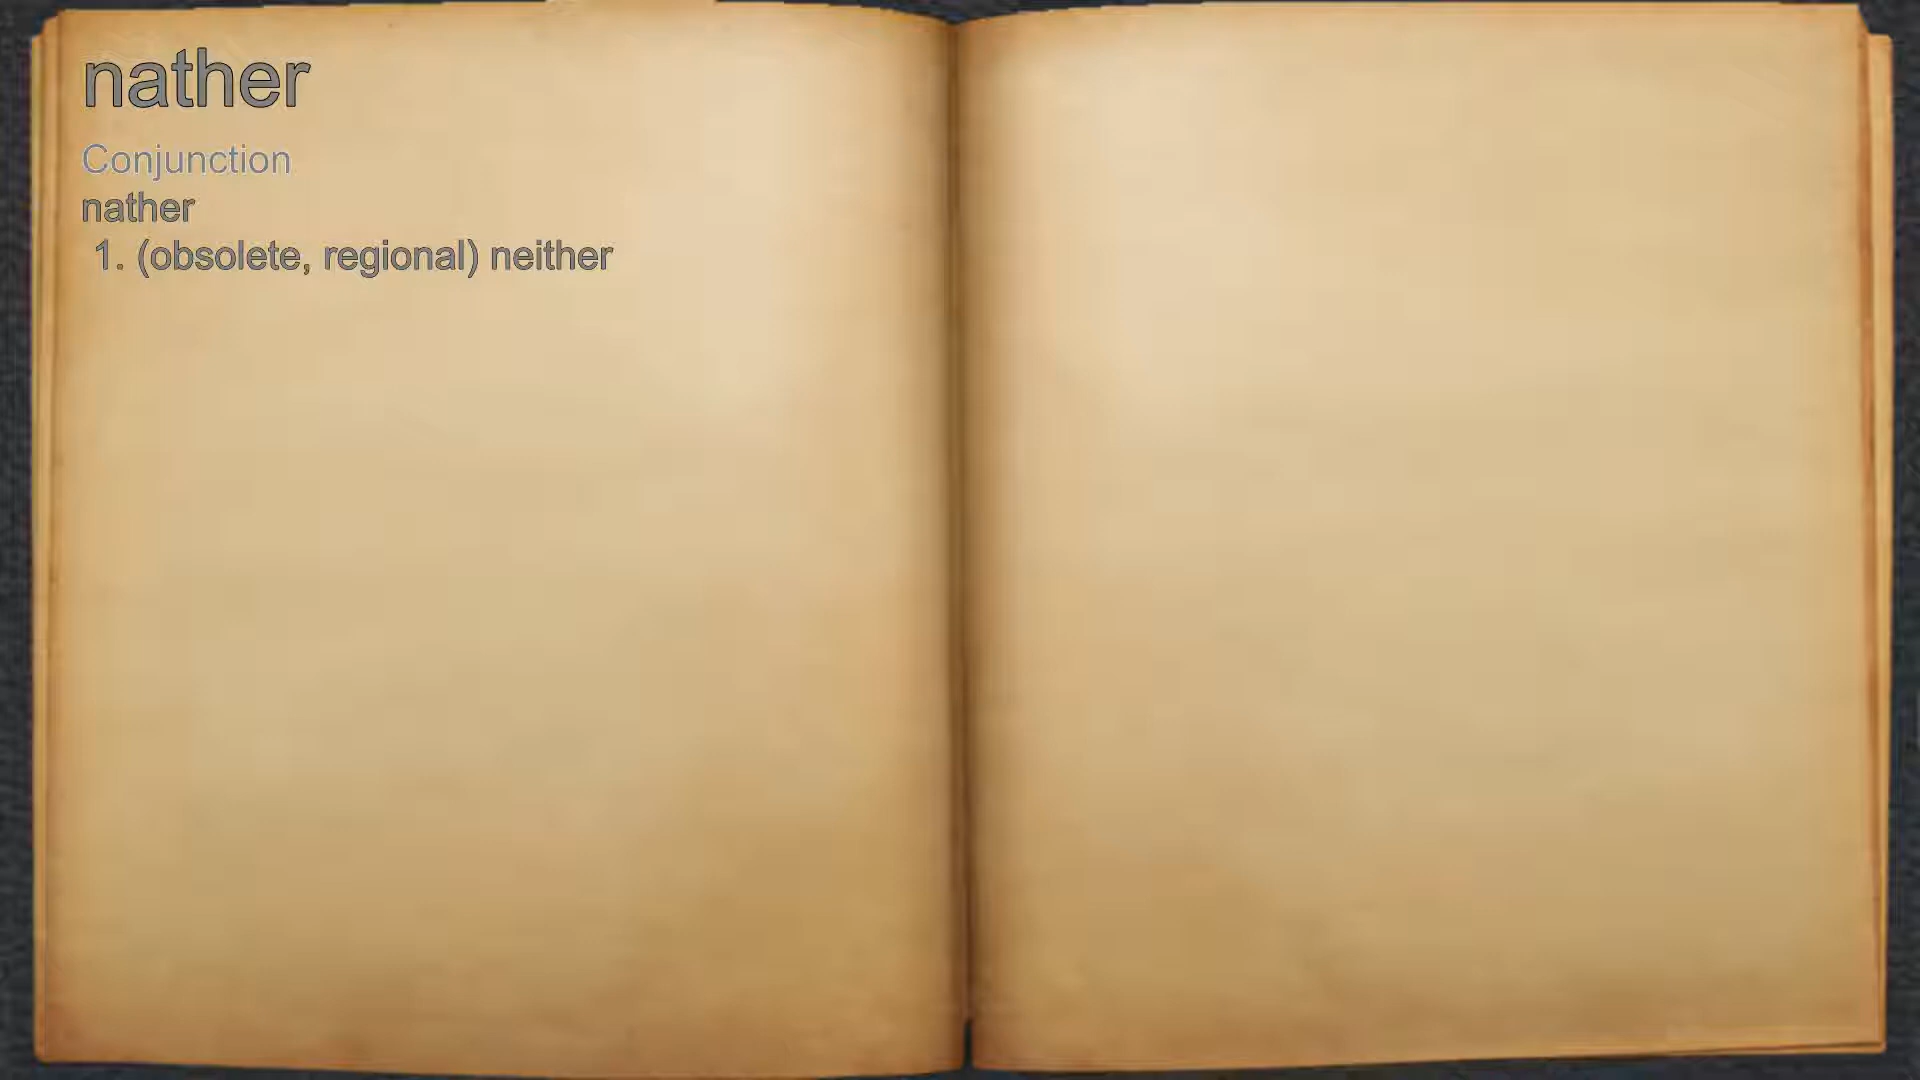 nather
Conjunction
nather
1. (obsolete, regional) neither